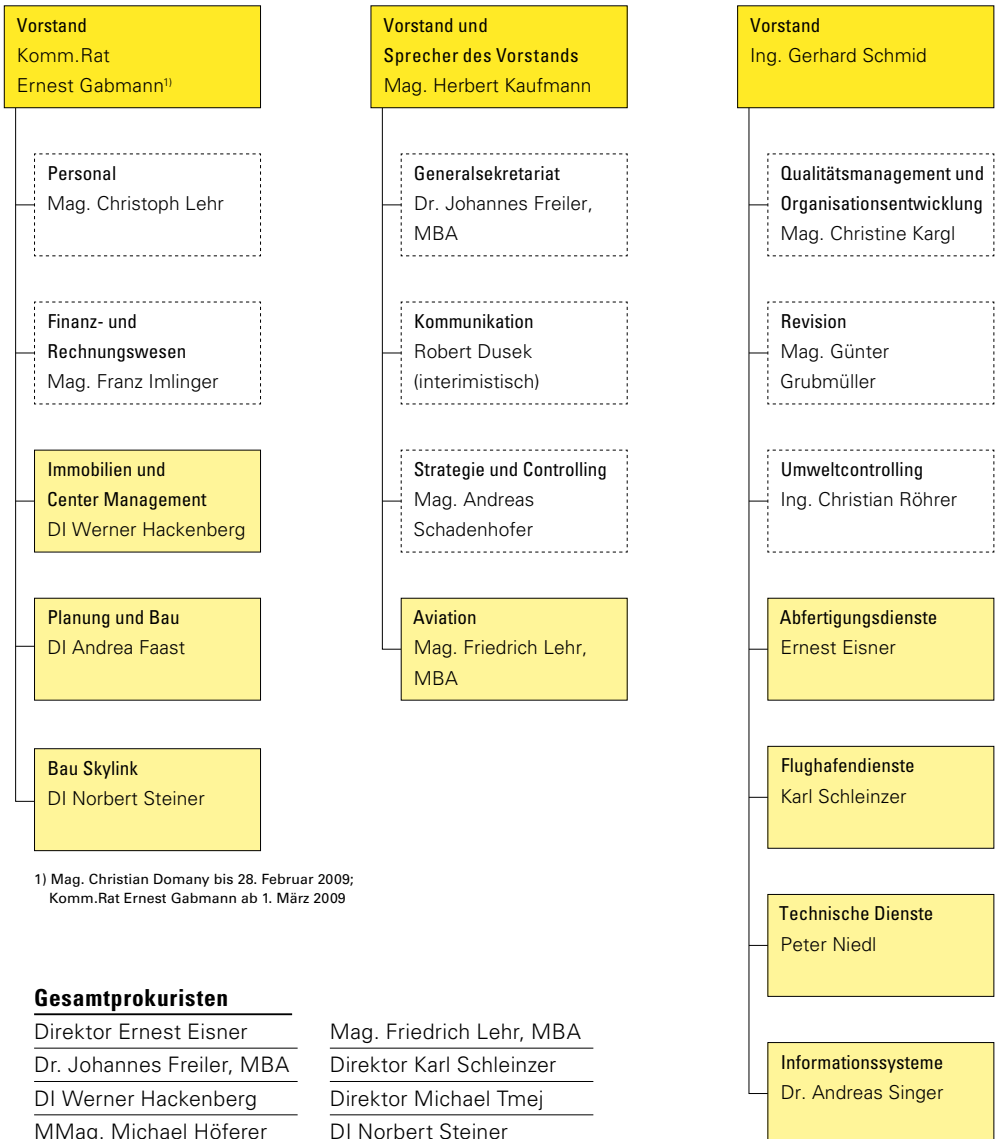 Vorstand
Komm.Rat
Ernest Gabmann1)
Personal
Mag. Christoph Lehr
Finanz- und
Rechnungswesen
Mag. Franz Imlinger
Immobilien und
Center Management
DI Werner Hackenberg
Planung und Bau
DI Andrea Faast
Bau Skylink
DI Norbert Steiner
1) Mag. Christian Domany bis 28. Februar 2009;
Komm.Rat Ernest Gabmann ab 1. März 2009
Vorstand und
Sprecher des Vorstands
Mag. Herbert Kaufmann
Generalsekretariat
Dr. Johannes Freiler,
MBA
Kommunikation
Robert Dusek
(interimistisch)
Strategie und Controlling
Mag. Andreas
Schadenhofer
Aviation
Mag. Friedrich Lehr,
MBA
Vorstand
Ing. Gerhard Schmid
Qualitätsmanagement und
Organisationsentwicklung
Mag. Christine Kargl
Revision
Mag. Günter
Grubmüller
Umweltcontrolling
Ing. Christian Röhrer
Abfertigungsdienste
Ernest Eisner
Flughafendienste
Karl Schleinzer
Technische Dienste
Peter Niedl
Informationssysteme
Dr. Andreas Singer
Gesamtprokuristen
Direktor Ernest Eisner
Dr. Johannes Freiler, MBA
DI Werner Hackenberg
MMag. Michael Höferer
Mag. Friedrich Lehr, MBA
Direktor Karl Schleinzer
Direktor Michael Tmej
DI Norbert Steiner